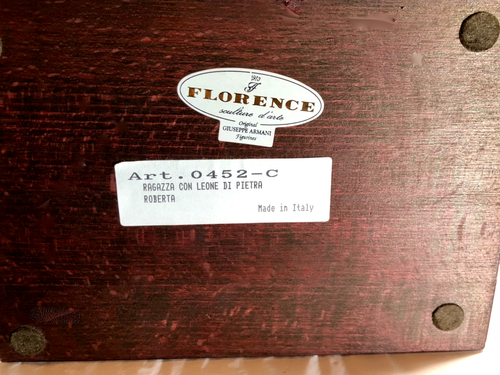 FLORENCE
sculture d'arte
Original
GIUSEPPE ARMANI
Figurines
Art.0452-C
RAGAZZA CON LEONE DI PIETRA
ROBERTA
Made in Italy